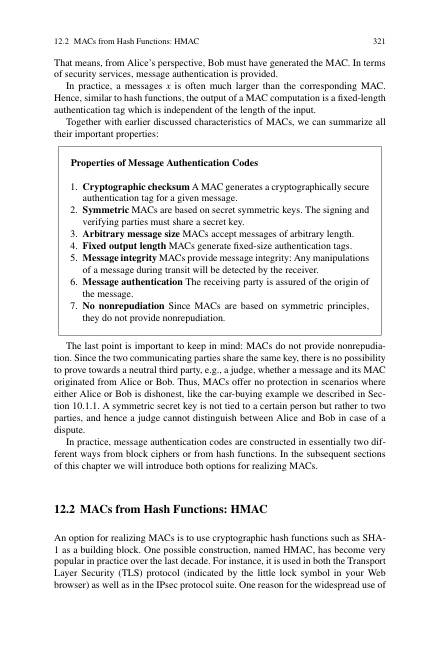 12.2 MACs from Hash Functions: HMAC 321
That means, from Alice's perspective, Bob must have generated the MAC. In terms
of security services, message authentication is provided.
In practice, a messages x is often much larger than the corresponding MAC.
Hence, similar to hash functions, the output of a MAC computation is a fixed-length
authentication tag which is independent of the length of the input.
Together with earlier discussed characteristics of MACs, we can summarize all
their important properties:
Properties of Message Authentication Codes
1. Cryptographic checksum A MAC generates a cryptographically secure
authentication tag for a given message.
2. Symmetric MACs are based on secret symmetric keys. The signing and
verifying parties must share a secret key.
3. Arbitrary message size MACs accept messages of arbitrary length.
4. Fixed output length MACs generate fixed-size authentication tags.
5. Message integrity MACs provide message integrity: Any manipulations
of a message during transit will be detected by the receiver.
6. Message authentication The receiving party is assured of the origin of
the message.
7. No nonrepudiation Since MACs are based on symmetric principles,
they do not provide nonrepudiation.
The last point is important to keep in mind: MACs do not provide nonrepudia-
tion. Since the two communicating parties share the same key, there is no possibility
to prove towards a neutral third party, e.g., a judge, whether a message and its MAC
originated from Alice or Bob. Thus, MACs offer no protection in scenarios where
either Alice or Bob is dishonest, like the car-buying example we described in Sec-
tion 10.1.1. A symmetric secret key is not tied to a certain person but rather to two
parties, and hence a judge cannot distinguish between Alice and Bob in case of a
dispute.
In practice, message authentication codes are constructed in essentially two dif-
ferent ways from block ciphers or from hash functions. In the subsequent sections
of this chapter we will introduce both options for realizing MACs.
12.2 MACs from Hash Functions: HMAC
An option for realizing MACs is to use cryptographic hash functions such as SHA-
1 as a building block. One possible construction, named HMAC, has become very
popular in practice over the last decade. For instance, it is used in both the Transport
Layer Security (TLS) protocol (indicated by the little lock symbol in your Web
browser) as well as in the IPsec protocol suite. One reason for the widespread use of